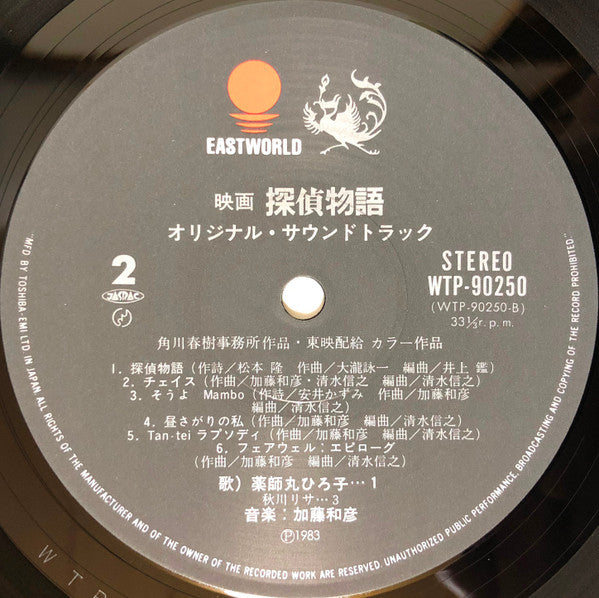 EASTWORLD
映画 探偵物語
オリジナル・サウンドトラック
2
JASRAC
STEREO
WTP-90250
(WTP-90250-B)
33⅓r.p.m.
角川春樹事務所作品・東映配給 カラー作品
1. 探偵物語(作詩/松本 隆 作曲/大瀧詠一 編曲/井上 鑑)
2. チェイス(作曲/加藤和彦・清水信之 編曲/清水信之)
3. そうよ Mambo(作詩/安井かずみ 作曲/加藤和彦
編曲/清水信之)
4. 昼さがりの私(作曲/加藤和彦 編曲/清水信之)
5. Tan-tei ラプソディ(作曲/加藤和彦 編曲/清水信之)
6. フェアウェル:エピローグ
(作曲/加藤和彦 編曲/清水信之)
歌)薬師丸ひろ子…1
秋川リサ…3
音楽:加藤和彦
Ⓟ1983
"MFD BY TOSHIBA-EMI LTD IN JAPAN ALL RIGHTS OF THE MANUFACTURER AND OF THE OWNER OF THE RECORDED WORK ARE RESERVED. UNAUTHORIZED PUBLIC PERFORMANCE, BROADCASTING AND COPYING OF THE RECORD PROHIBITED."
W T P